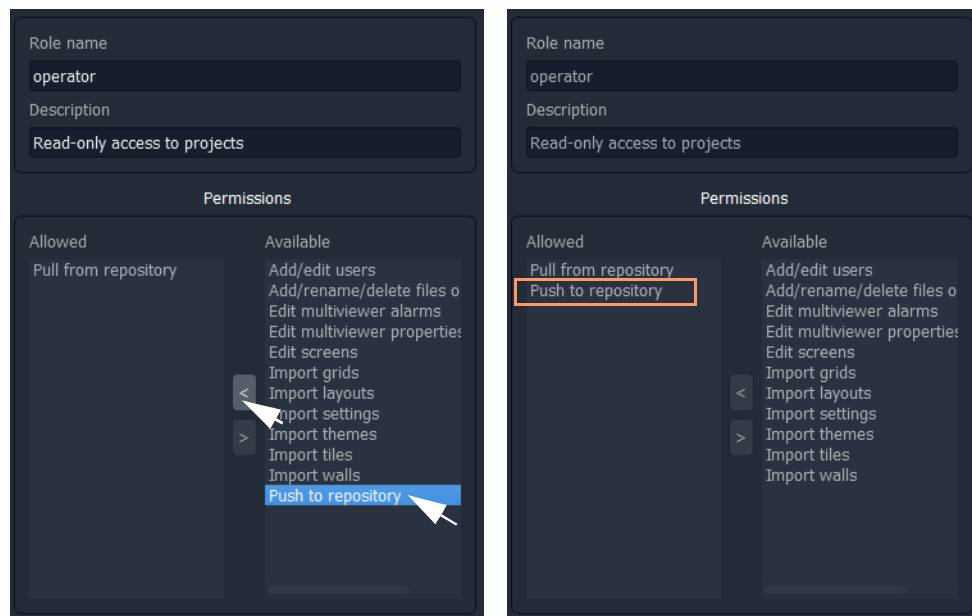 Role name
operator
Description
Read-only access to projects
Permissions
Allowed
Pull from repository
Available
Add/edit users
Add/rename/delete files o
Edit multiviewer alarms
Edit multiviewer properties
Edit screens
Import grids
Import layouts
Import settings
Import themes
Import tiles
Import walls
Push to repository
<
>
Role name
operator
Description
Read-only access to projects
Permissions
Allowed
Pull from repository
Push to repository
Available
Add/edit users
Add/rename/delete files o
Edit multiviewer alarms
Edit multiviewer properties
Edit screens
Import grids
Import layouts
Import settings
Import themes
Import tiles
Import walls
<
>